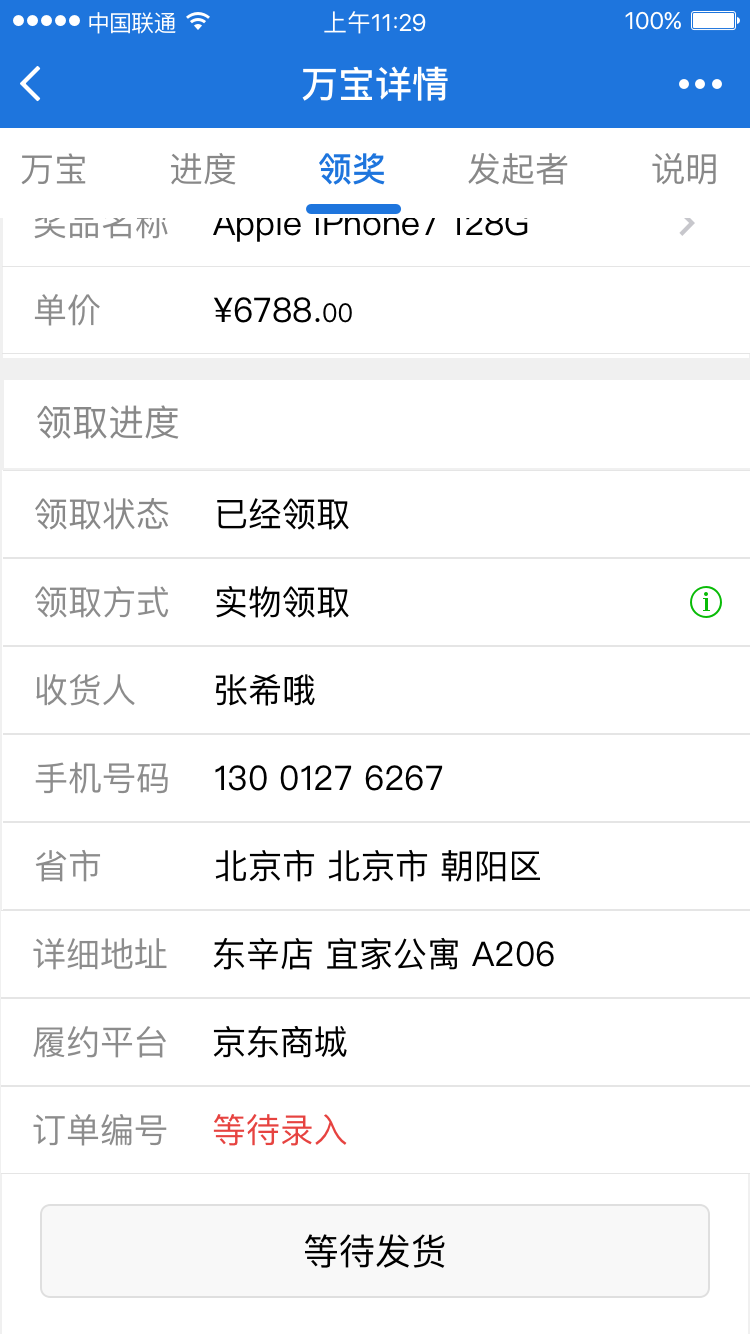 中国联通 上午11:29 100%
万宝详情
万宝 进度 领奖 发起者 说明
奖品名称 Apple iPhone7 128G
单价 ¥6788.00
领取进度
领取状态 已经领取
领取方式 实物领取
收货人 张希哦
手机号码 130 0127 6267
省市 北京市 北京市 朝阳区
详细地址 东辛店 宜家公寓 A206
履约平台 京东商城
订单编号 等待录入
等待发货